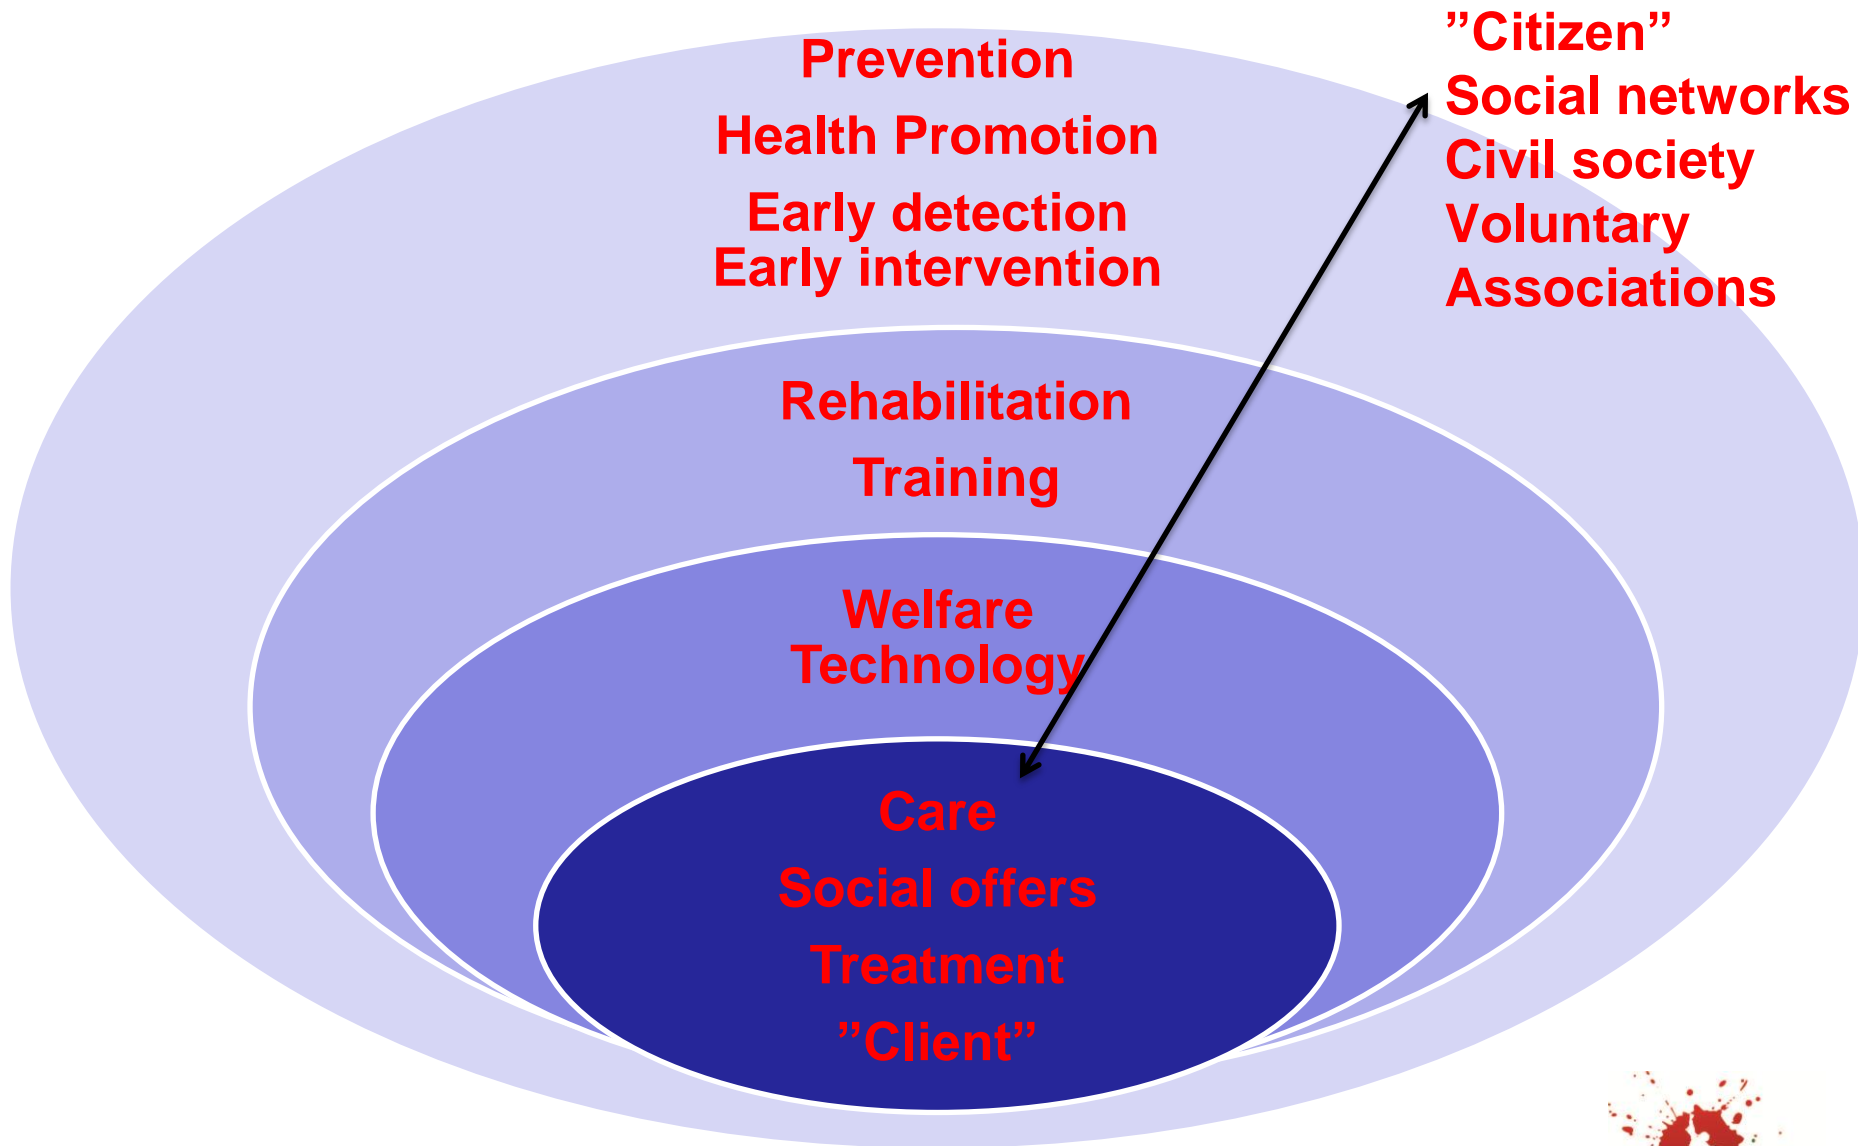 Prevention
Health Promotion
Early detection
Early intervention
Rehabilitation
Training
Welfare
Technology
Care
Social offers
Treatment
”Client”
”Citizen”
Social networks
Civil society
Voluntary
Associations